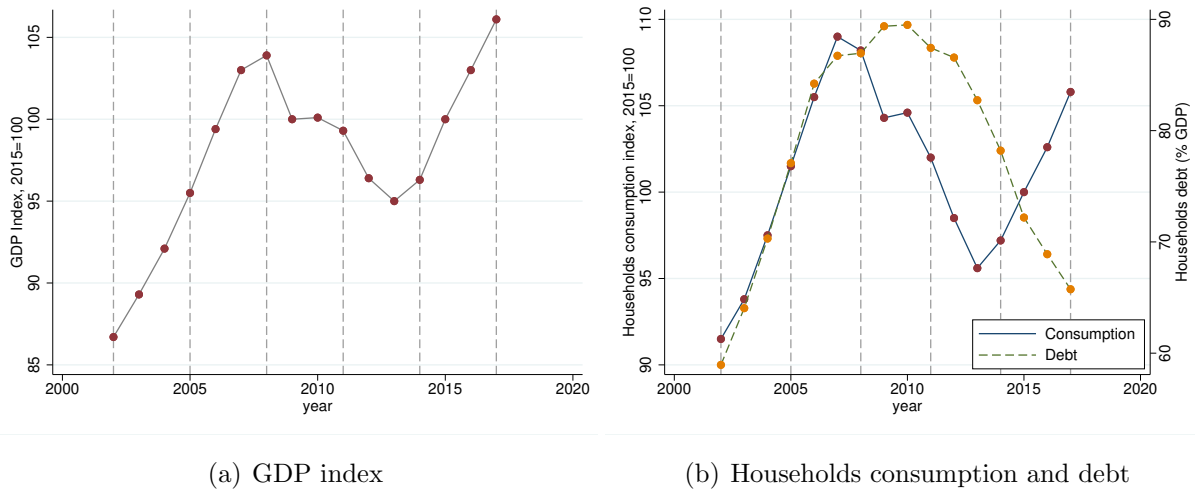 GDP Index, 2015=100
105
100
95
90
85
2000 2005 2010 2015 2020
year
(a) GDP index
Households consumption index, 2015=100
110
105
100
95
90
Households debt (% GDP)
90
80
70
60
Consumption
Debt
2000 2005 2010 2015 2020
year
(b) Households consumption and debt